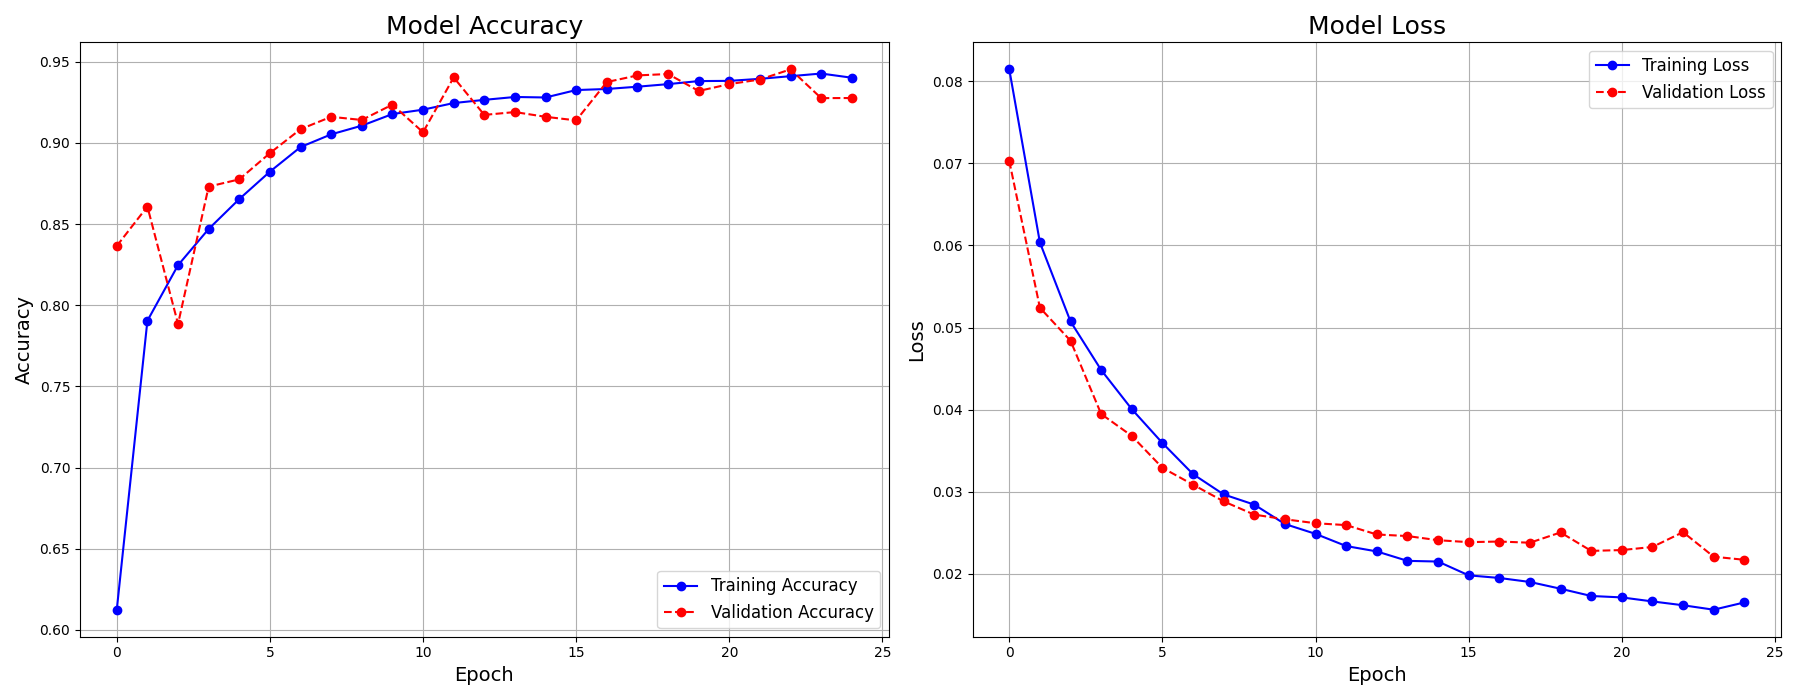 Model Accuracy
Accuracy
0.95
0.90
0.85
0.80
0.75
0.70
0.65
0.60
0 5 10 15 20 25
Epoch
Training Accuracy
Validation Accuracy
Model Loss
Loss
0.08
0.07
0.06
0.05
0.04
0.03
0.02
0 5 10 15 20 25
Epoch
Training Loss
Validation Loss